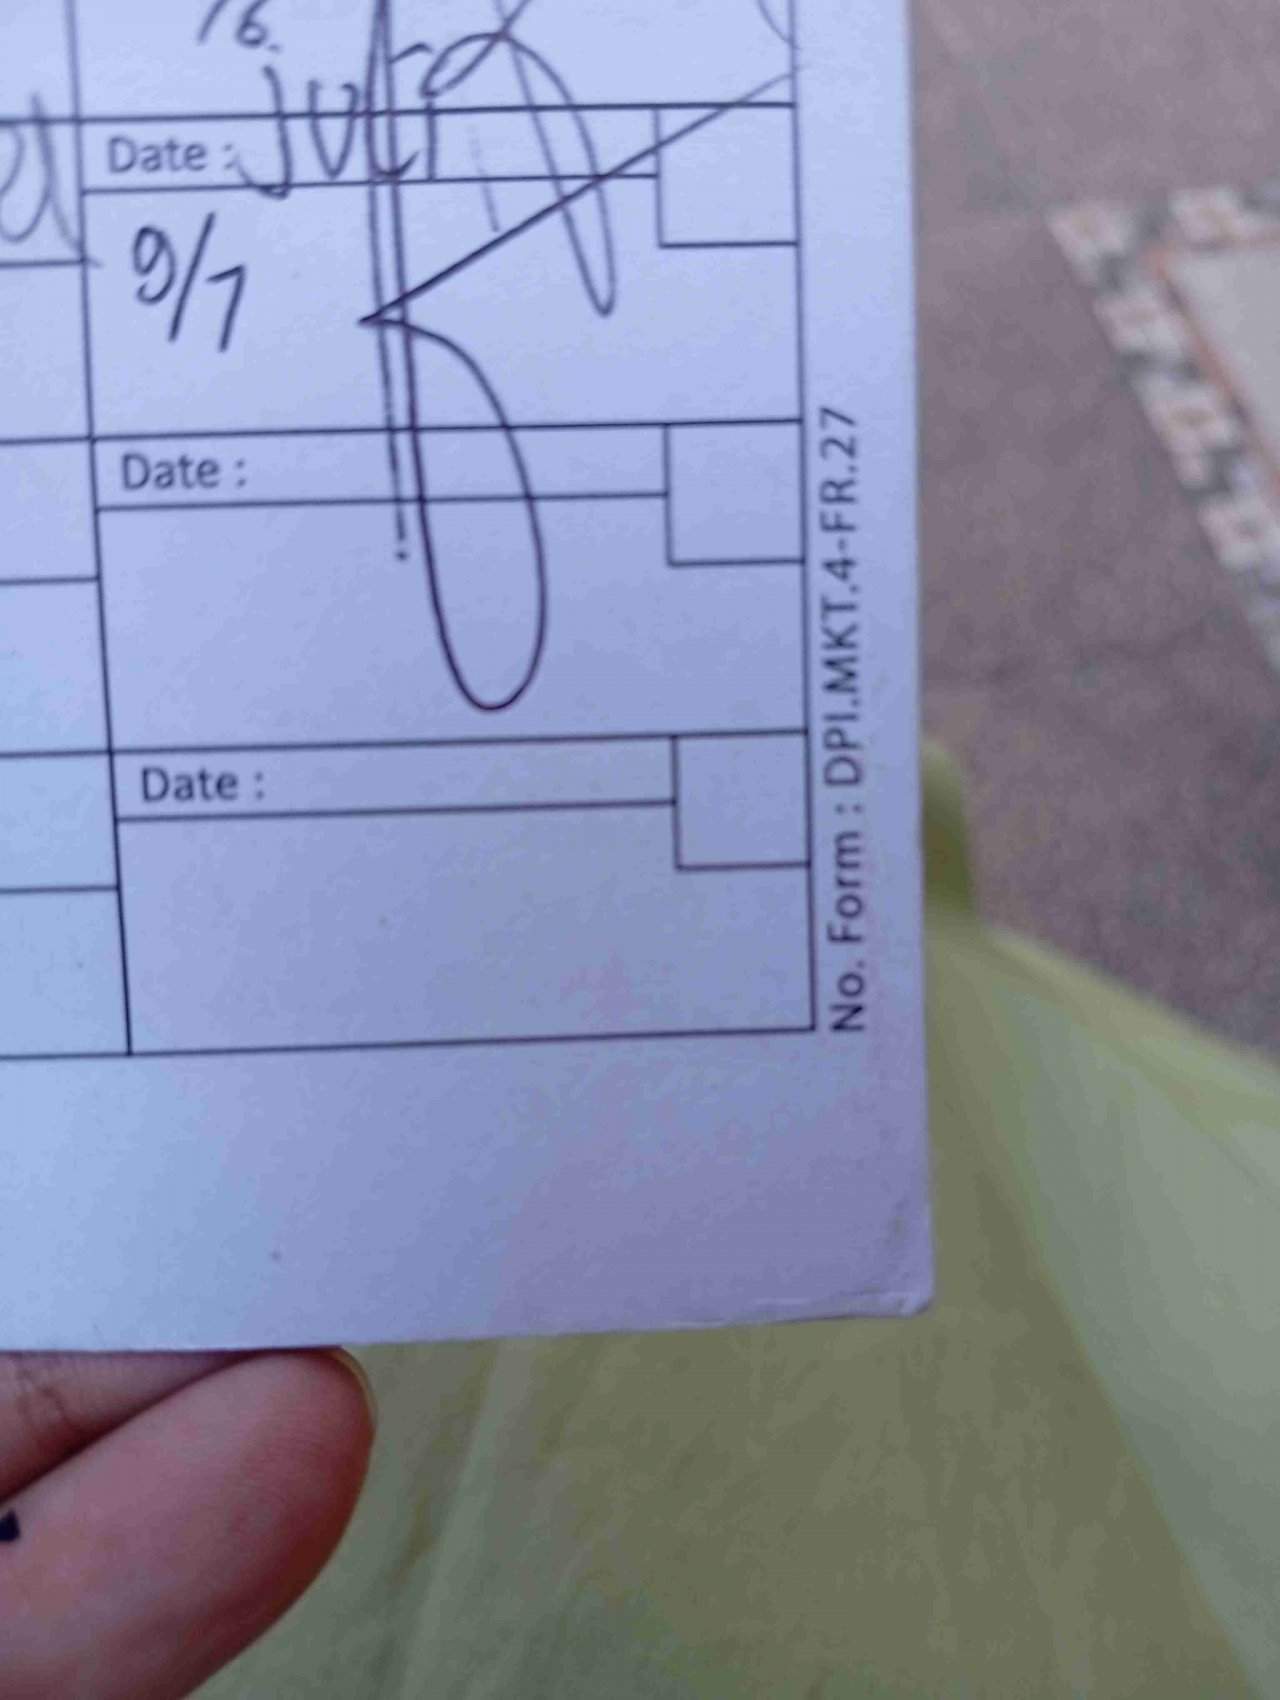 16.
Date : Juli
9/7
Date :
Date :
No. Form : DPI.MKT.4-FR.27